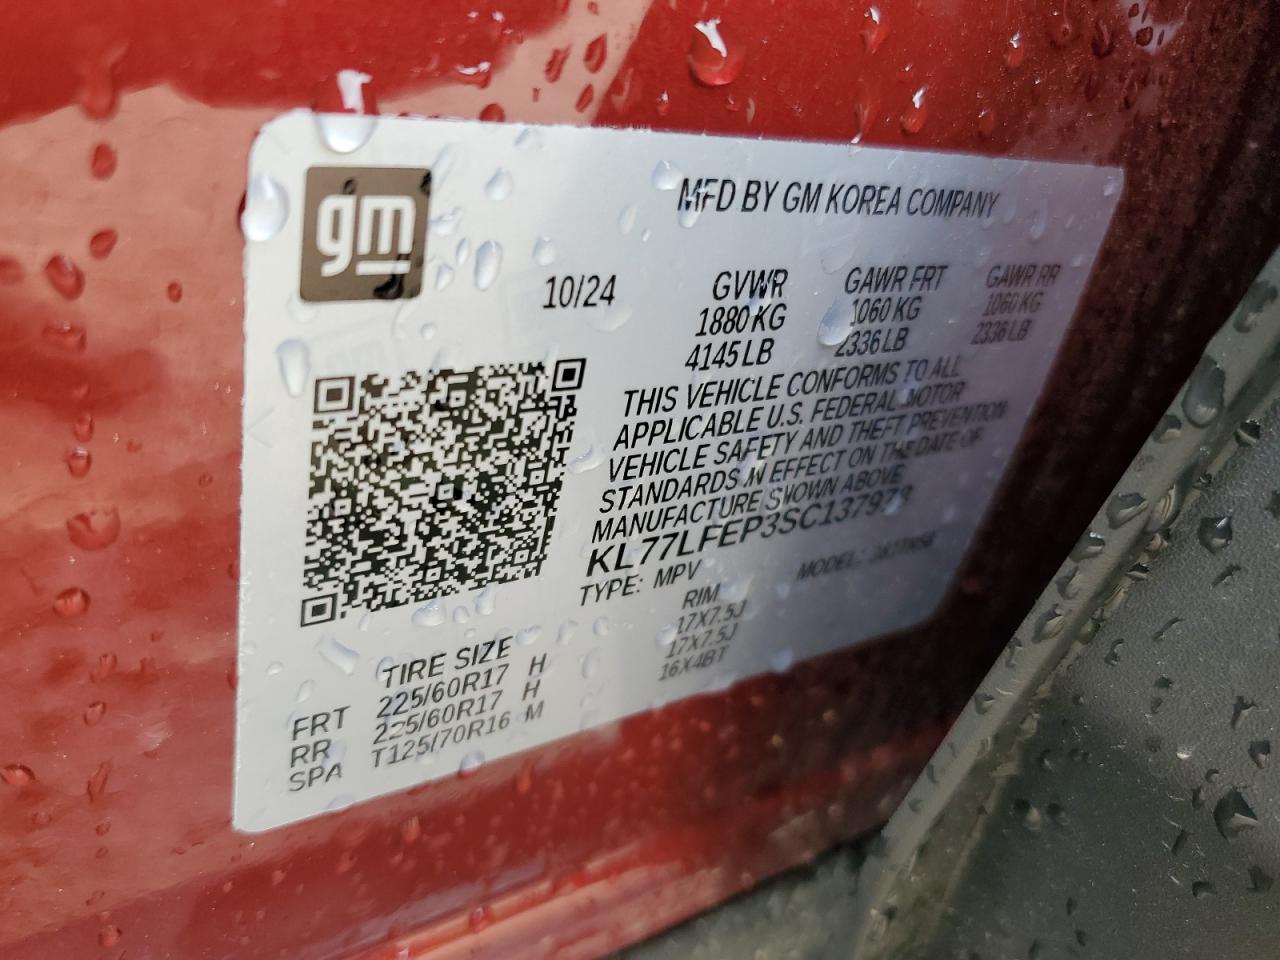 gm
MFD BY GM KOREA COMPANY
10/24
GVWR GAWR FRT GAWR RR
1880 KG 1060 KG 1060 KG
4145 LB 2336 LB 2336 LB
THIS VEHICLE CONFORMS TO ALL
APPLICABLE U.S. FEDERAL MOTOR
VEHICLE SAFETY AND THEFT PREVENTION
STANDARDS IN EFFECT ON THE DATE OF
MANUFACTURE SHOWN ABOVE
TYPE: MPV MODEL:
TIRE SIZE RIM
FRT 225/60R17 H 17X7.5J
RR 225/60R17 H 17X7.5J
SPA T125/70R16 M 16X4BT